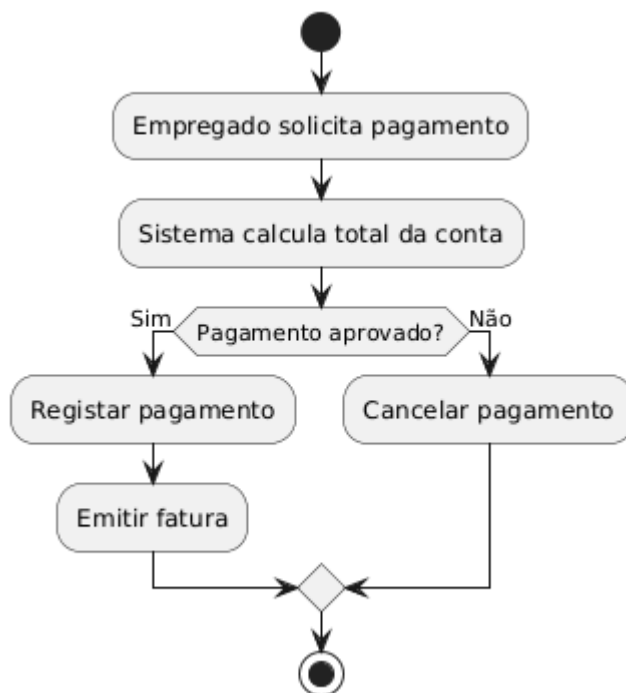 Empregado solicita pagamento
Sistema calcula total da conta
Sim
Pagamento aprovado?
Não
Registar pagamento
Cancelar pagamento
Emitir fatura